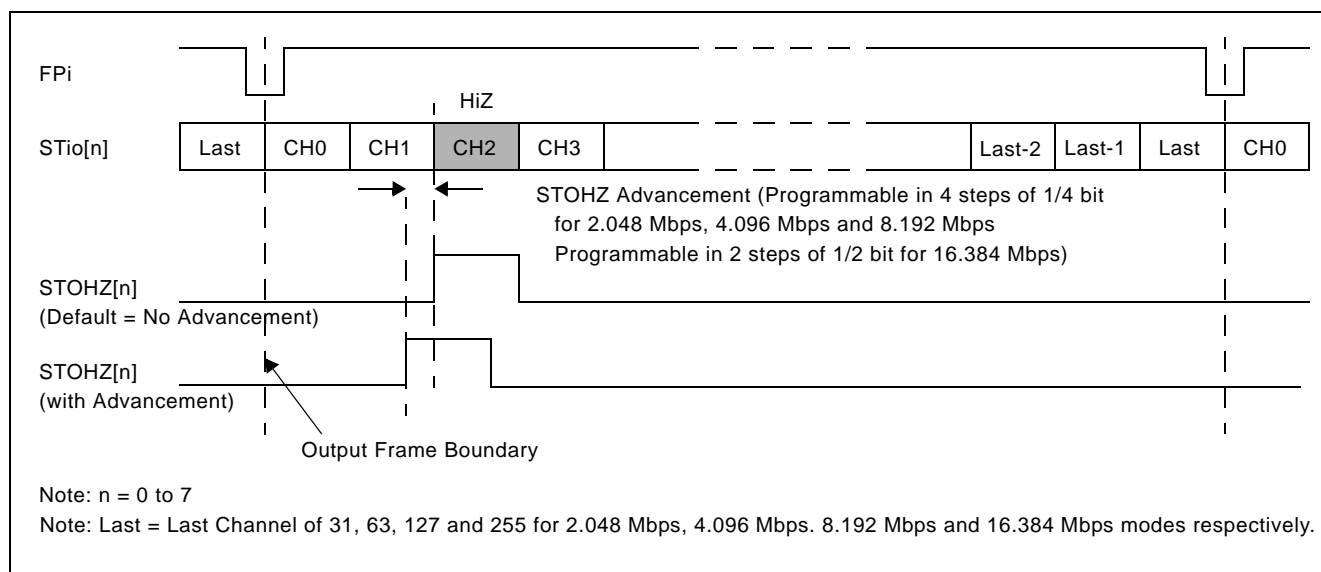 FPi
HiZ
STio[n]
Last CH0 CH1 CH2 CH3 Last-2 Last-1 Last CH0
STOHZ Advancement (Programmable in 4 steps of 1/4 bit
for 2.048 Mbps, 4.096 Mbps and 8.192 Mbps
Programmable in 2 steps of 1/2 bit for 16.384 Mbps)
STOHZ[n]
(Default = No Advancement)
STOHZ[n]
(with Advancement)
Output Frame Boundary
Note: n = 0 to 7
Note: Last = Last Channel of 31, 63, 127 and 255 for 2.048 Mbps, 4.096 Mbps. 8.192 Mbps and 16.384 Mbps modes respectively.